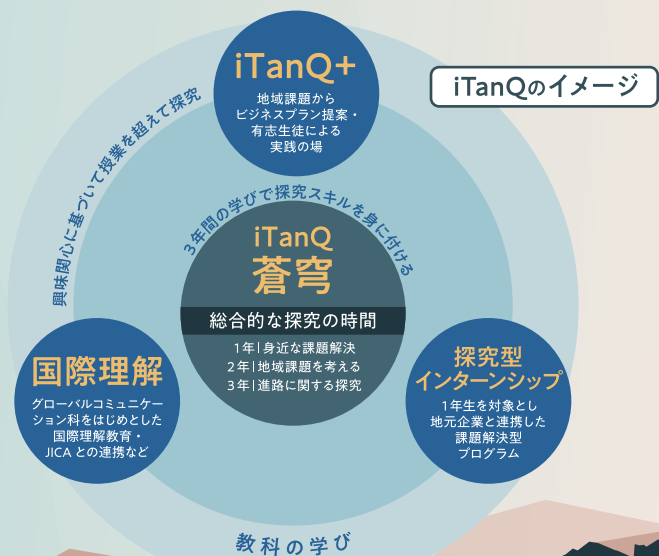 iTanQのイメージ
iTanQ+
地域課題から
ビジネスプラン提案・
有志生徒による
実践の場
興味関心に基づいて授業を超えて探究
3年間の学びで探究スキルを身に付ける
iTanQ
蒼穹
総合的な探究の時間
1年|身近な課題解決
2年|地域課題を考える
3年|進路に関する探究
国際理解
グローバルコミュニケー
ション科をはじめとした
国際理解教育・
JICA との連携など
探究型
インターンシップ
1年生を対象とし
地元企業と連携した
課題解決型
プログラム
教科の学び